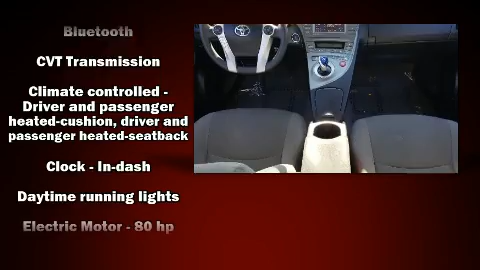 Bluetooth
CVT Transmission
Climate controlled -
Driver and passenger
heated-cushion, driver and
passenger heated-seatback
Clock - In-dash
Daytime running lights
Electric Motor - 80 hp